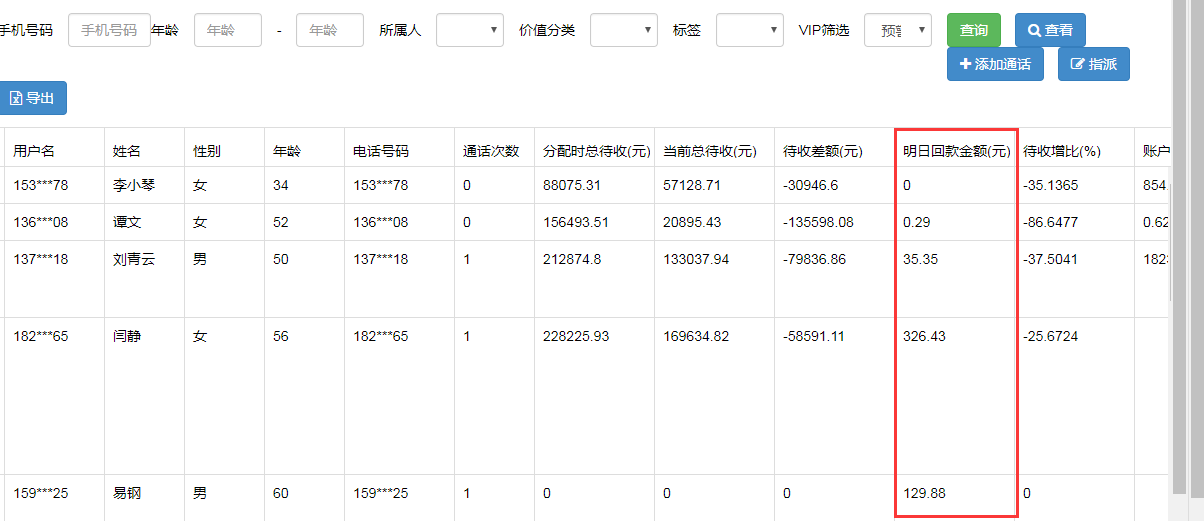 手机号码 手机号码 年龄 年龄 - 年龄 所属人 价值分类 标签 VIP筛选 预警 查询 查看
添加通话 指派
导出
用户名 姓名 性别 年龄 电话号码 通话次数 分配时总待收(元) 当前总待收(元) 待收差额(元) 明日回款金额(元) 待收增比(%) 账户
153***78 李小琴 女 34 153***78 0 88075.31 57128.71 -30946.6 0 -35.1365 854
136***08 谭文 女 52 136***08 0 156493.51 20895.43 -135598.08 0.29 -86.6477 0.62
137***18 刘青云 男 50 137***18 1 212874.8 133037.94 -79836.86 35.35 -37.5041 182
182***65 闫静 女 56 182***65 1 228225.93 169634.82 -58591.11 326.43 -25.6724
159***25 易钢 男 60 159***25 1 0 0 0 129.88 0